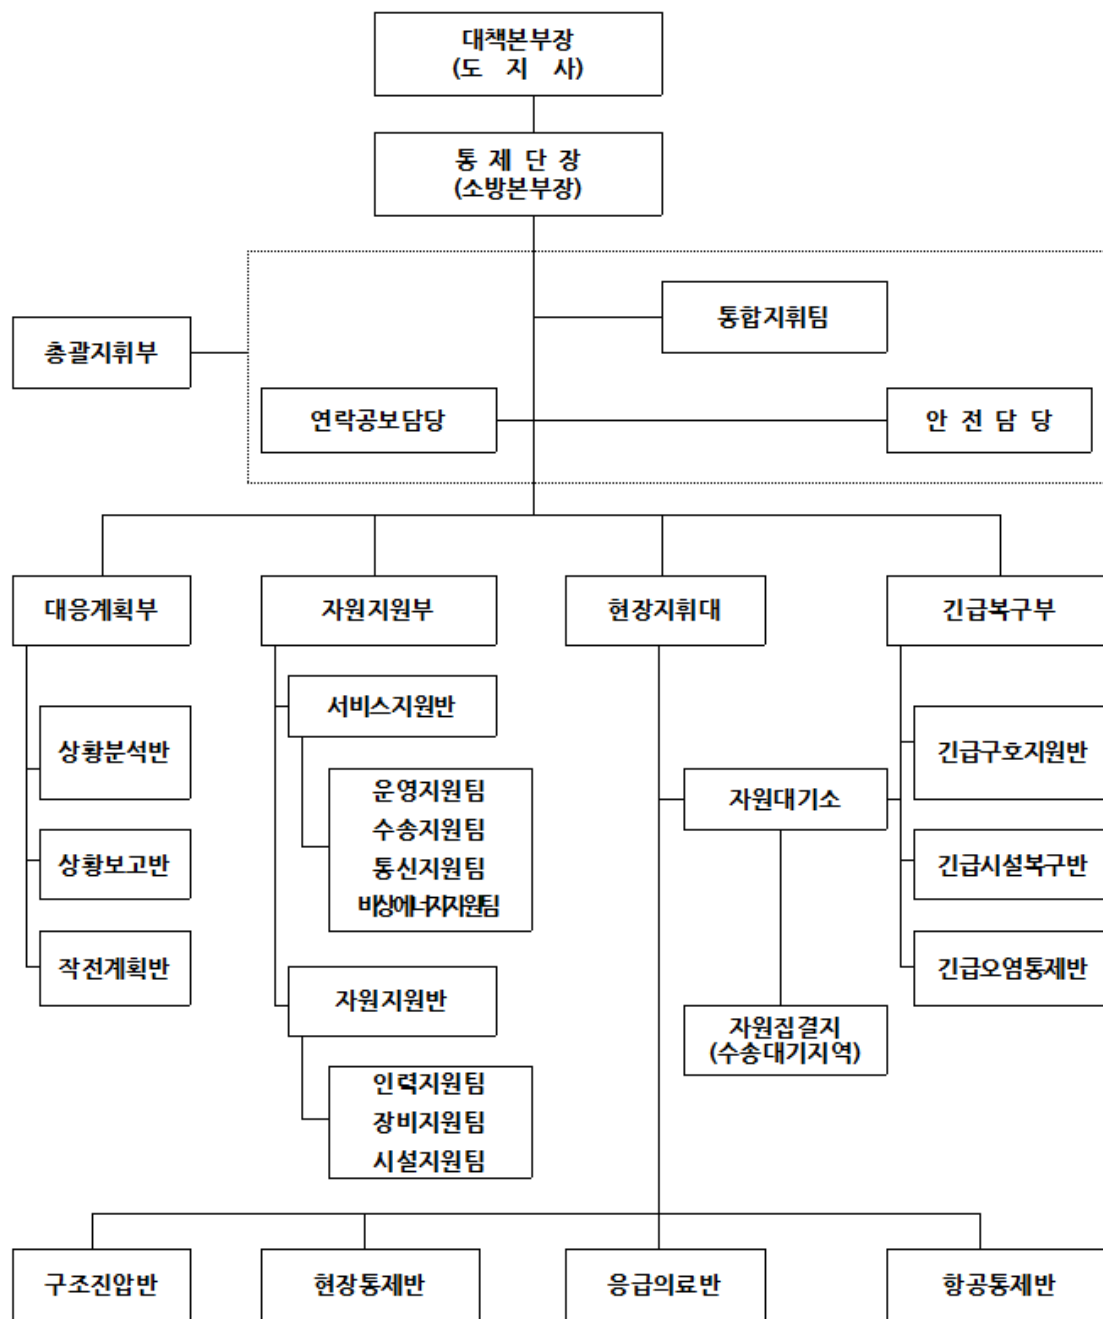 대책본부장
(도 지 사)
통 제 단 장
(소방본부장)
통합지휘팀
총괄지휘부
연락공보담당
안 전 담 당
대응계획부
자원지원부
현장지휘대
긴급복구부
서비스지원반
상황분석반
긴급구호지원반
운영지원팀
수송지원팀
통신지원팀
비상에너지지원팀
자원대기소
상황보고반
긴급시설복구반
작전계획반
긴급오염통제반
자원지원반
자원집결지
(수송대기지역)
인력지원팀
장비지원팀
시설지원팀
구조진압반
현장통제반
응급의료반
항공통제반